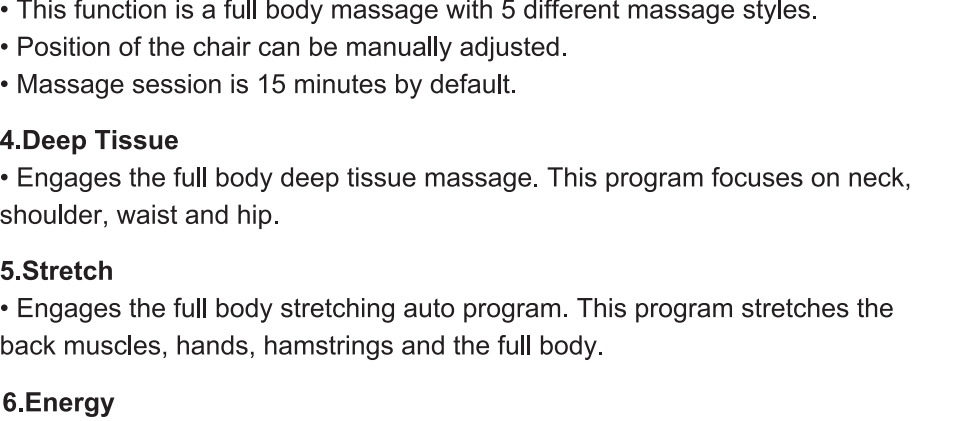 • This function is a full body massage with 5 different massage styles.
• Position of the chair can be manually adjusted.
• Massage session is 15 minutes by default.
4.Deep Tissue
• Engages the full body deep tissue massage. This program focuses on neck,
shoulder, waist and hip.
5.Stretch
• Engages the full body stretching auto program. This program stretches the
back muscles, hands, hamstrings and the full body.
6.Energy